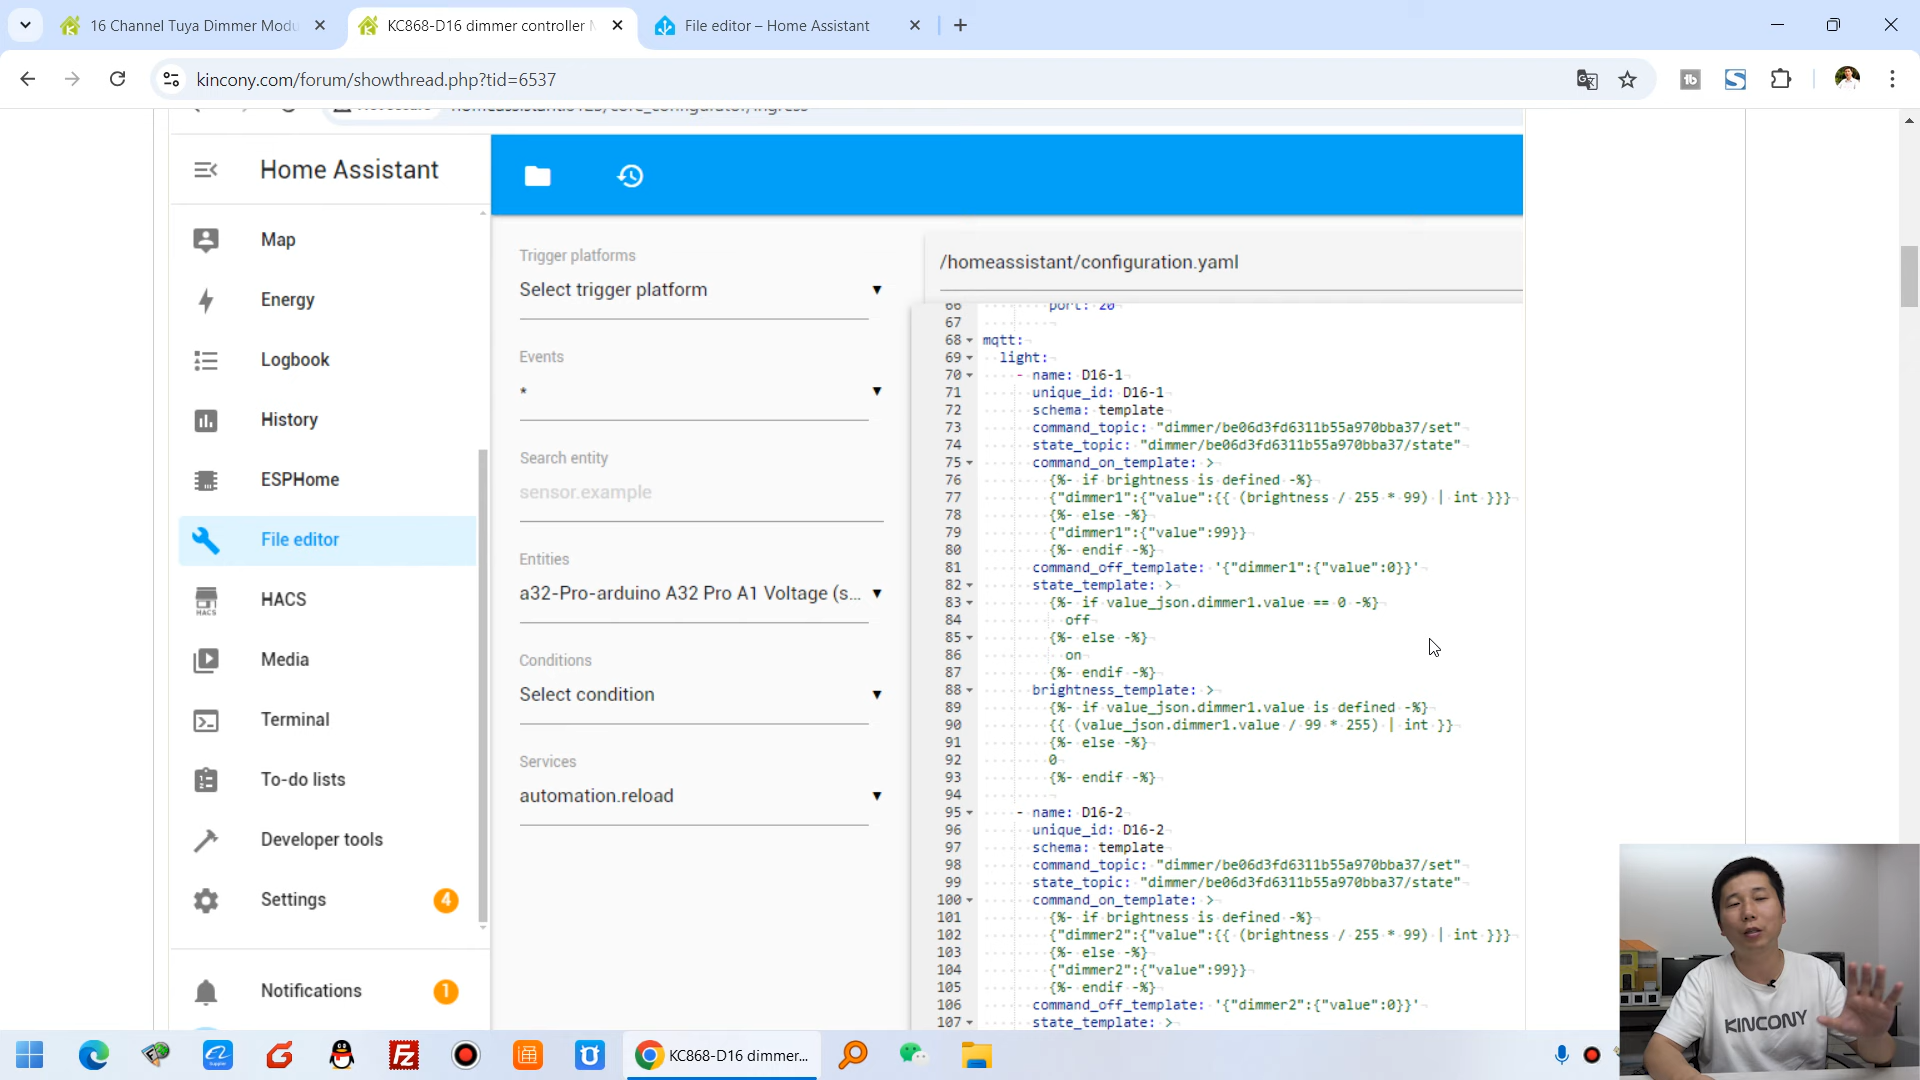 16 Channel Tuya Dimmer Modu
KC868-D16 dimmer controller
File editor – Home Assistant
kincony.com/forum/showthread.php?tid=6537
Home Assistant
Map
Energy
Logbook
History
ESPHome
File editor
HACS
Media
Terminal
To-do lists
Developer tools
Settings 4
Notifications 1
Trigger platforms
Select trigger platform
Events
*
Search entity
sensor.example
Entities
a32-Pro-arduino A32 Pro A1 Voltage (s...
Conditions
Select condition
Services
automation.reload
/homeassistant/configuration.yaml
66 port: 20
67
68 mqtt:
69 light:
70 - name: D16-1
71 unique_id: D16-1
72 schema: template
73 command_topic: "dimmer/be06d3fd6311b55a970bba37/set"
74 state_topic: "dimmer/be06d3fd6311b55a970bba37/state"
75 command_on_template: >
76 {%- if brightness is defined -%}
77 {"dimmer1":{"value":{{ (brightness / 255 * 99) | int }}}
78 {%- else -%}
79 {"dimmer1":{"value":99}}
80 {%- endif -%}
81 command_off_template: '{"dimmer1":{"value":0}}'
82 state_template: >
83 {%- if value_json.dimmer1.value == 0 -%}
84 off
85 {%- else -%}
86 on
87 {%- endif -%}
88 brightness_template: >
89 {%- if value_json.dimmer1.value is defined -%}
90 {{ (value_json.dimmer1.value / 99 * 255) | int }}
91 {%- else -%}
92 0
93 {%- endif -%}
94
95 - name: D16-2
96 unique_id: D16-2
97 schema: template
98 command_topic: "dimmer/be06d3fd6311b55a970bba37/set"
99 state_topic: "dimmer/be06d3fd6311b55a970bba37/state"
100 command_on_template: >
101 {%- if brightness is defined -%}
102 {"dimmer2":{"value":{{ (brightness / 255 * 99) | int }}}
103 {%- else -%}
104 {"dimmer2":{"value":99}}
105 {%- endif -%}
106 command_off_template: '{"dimmer2":{"value":0}}'
107 state_template: >
KINCONY
KC868-D16 dimmer...